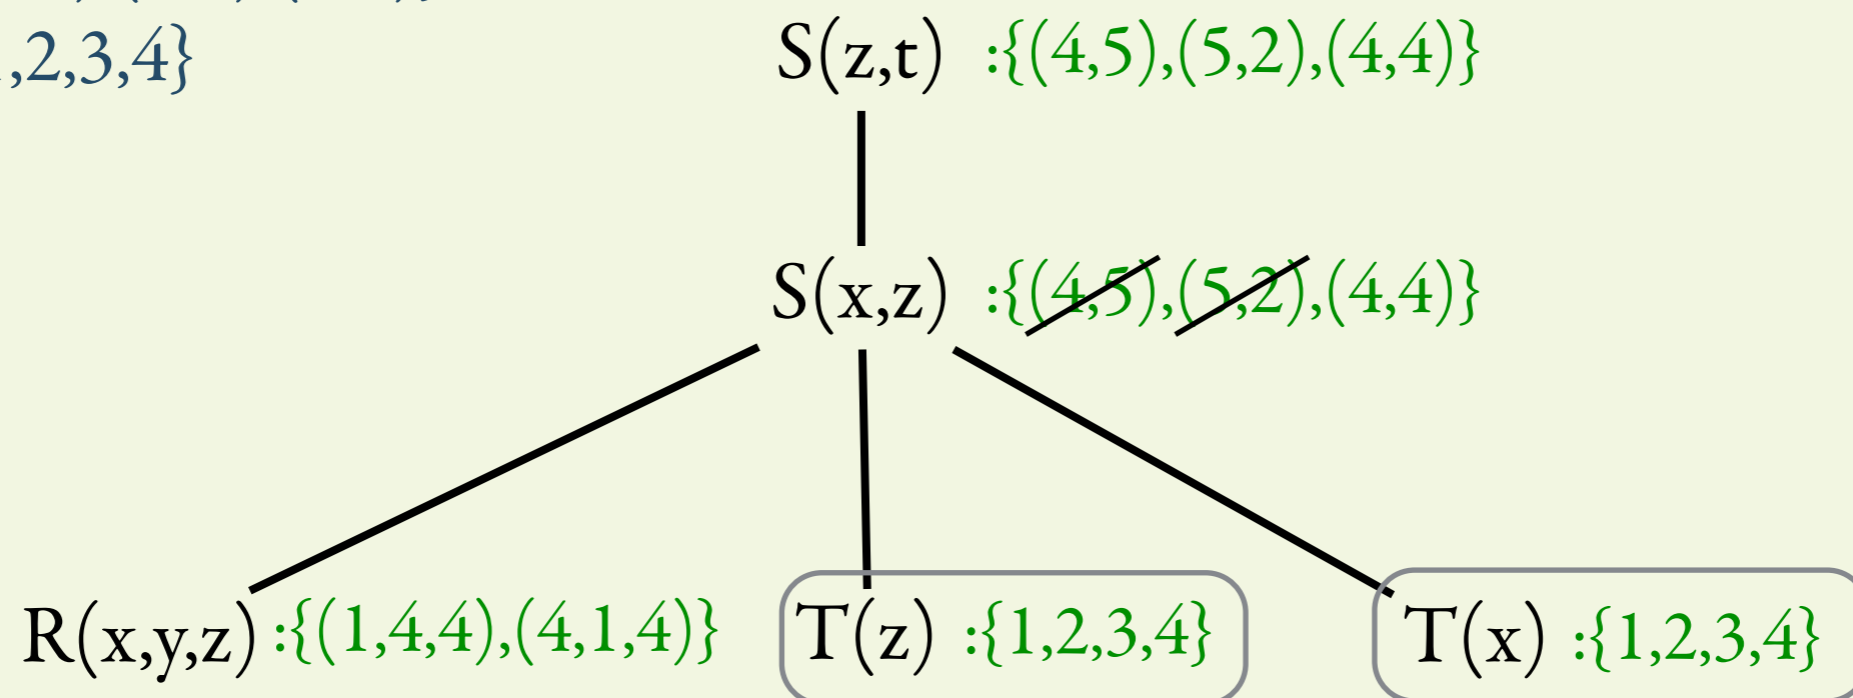 ,2,3,4}
S(z,t) :{(4,5),(5,2),(4,4)}
S(x,z) :{(4,5),(5,2),(4,4)}
R(x,y,z) :{(1,4,4),(4,1,4)} T(z) :{1,2,3,4} T(x) :{1,2,3,4}